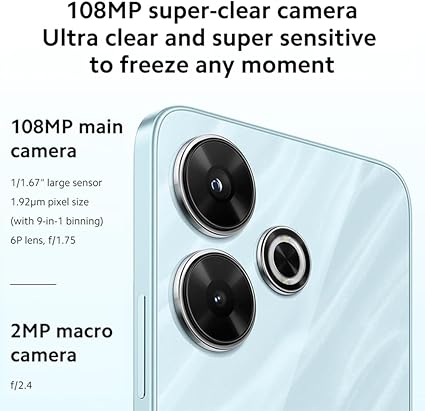 108MP super-clear camera
Ultra clear and super sensitive
to freeze any moment
108MP main
camera
1/1.67" large sensor
1.92μm pixel size
(with 9-in-1 binning)
6P lens, f/1.75
2MP macro
camera
f/2.4